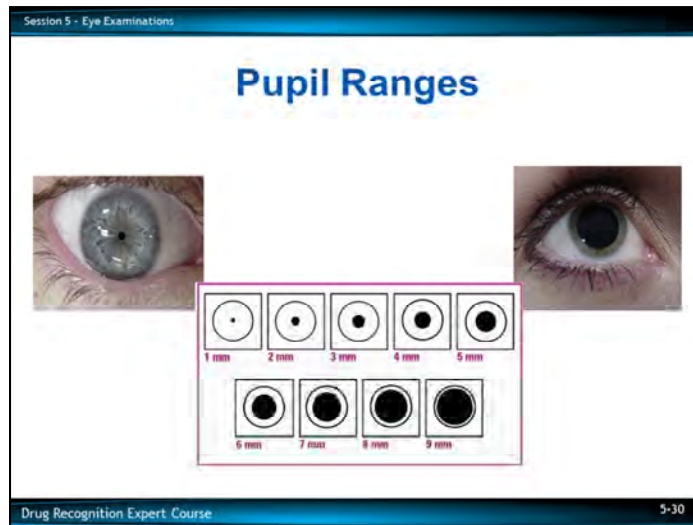 Session 5 - Eye Examinations
Pupil Ranges
1 mm 2 mm 3 mm 4 mm 5 mm
6 mm 7 mm 8 mm 9 mm
Drug Recognition Expert Course 5-30